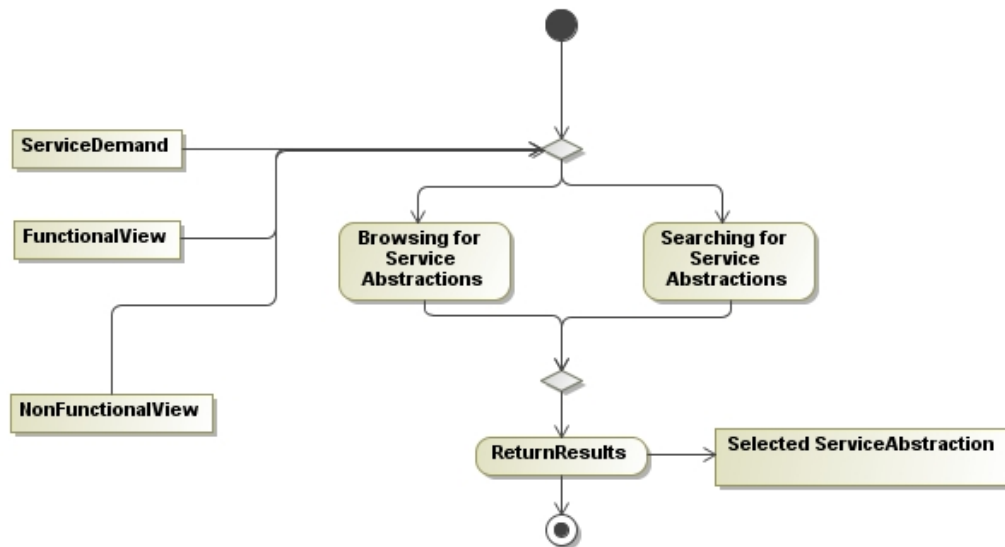 ServiceDemand
FunctionalView
Browsing for
Service
Abstractions
Searching for
Service
Abstractions
NonFunctionalView
ReturnResults
Selected ServiceAbstraction